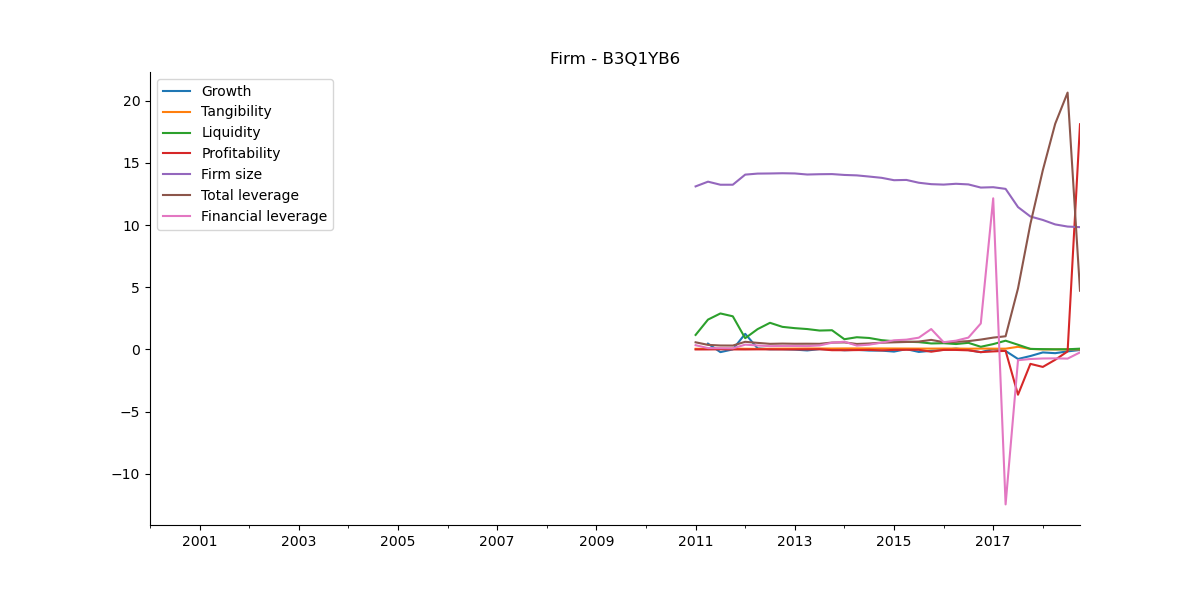 Firm - B3Q1YB6
Growth
Tangibility
Liquidity
Profitability
Firm size
Total leverage
Financial leverage
20
15
10
5
0
−5
−10
2001 2003 2005 2007 2009 2011 2013 2015 2017